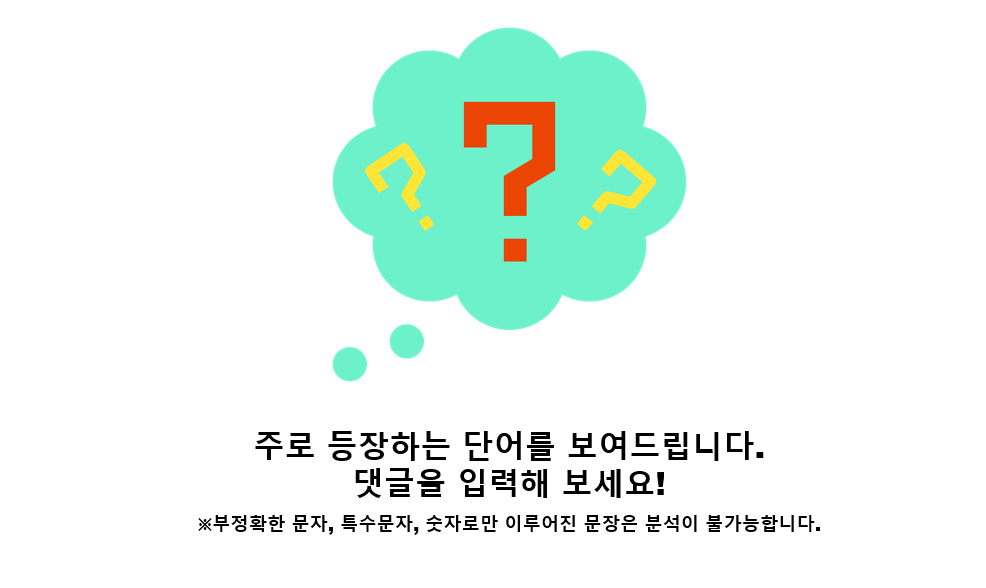 ? ? ?
주로 등장하는 단어를 보여드립니다.
댓글을 입력해 보세요!
※부정확한 문자, 특수문자, 숫자로만 이루어진 문장은 분석이 불가능합니다.